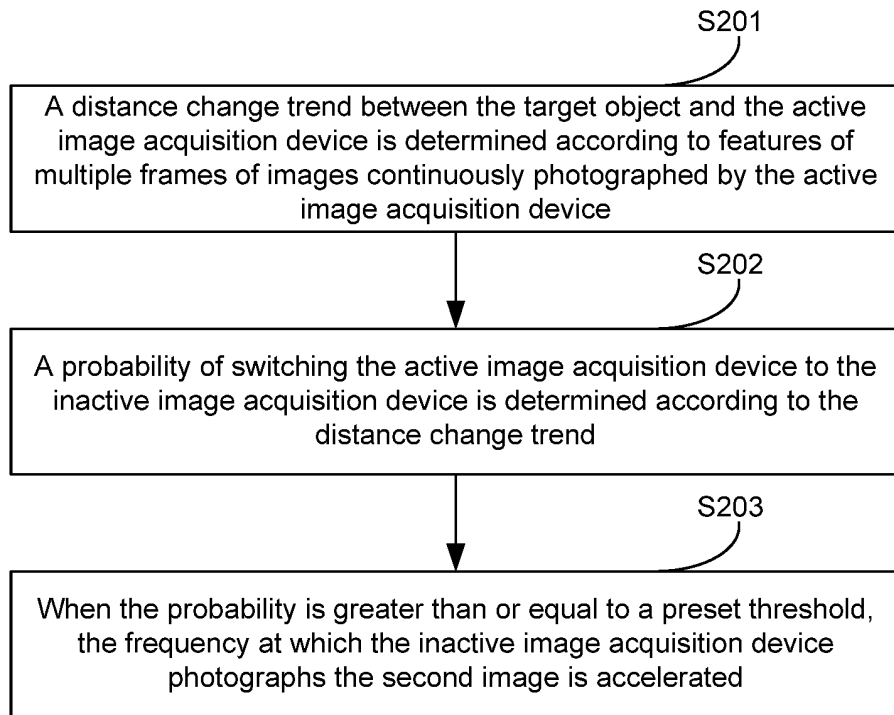 S201
A distance change trend between the target object and the active
image acquisition device is determined according to features of
multiple frames of images continuously photographed by the active
image acquisition device
S202
A probability of switching the active image acquisition device to the
inactive image acquisition device is determined according to the
distance change trend
S203
When the probability is greater than or equal to a preset threshold,
the frequency at which the inactive image acquisition device
photographs the second image is accelerated